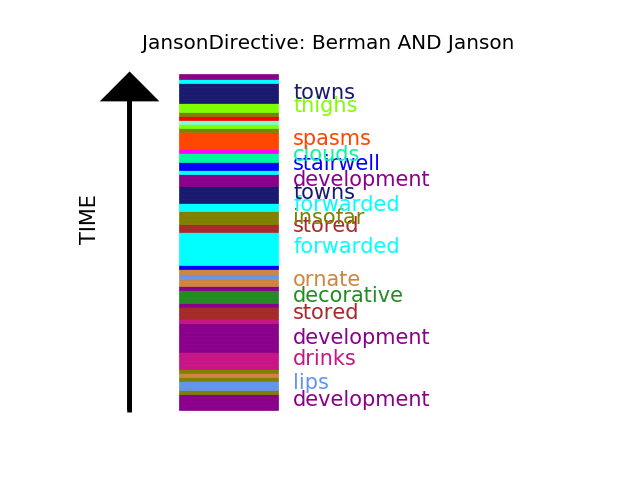 JansonDirective: Berman AND Janson
TIME
towns
thighs
spasms
clouds
stairwell
development
towns
forwarded
insofar
stored
forwarded
ornate
decorative
stored
development
drinks
lips
development